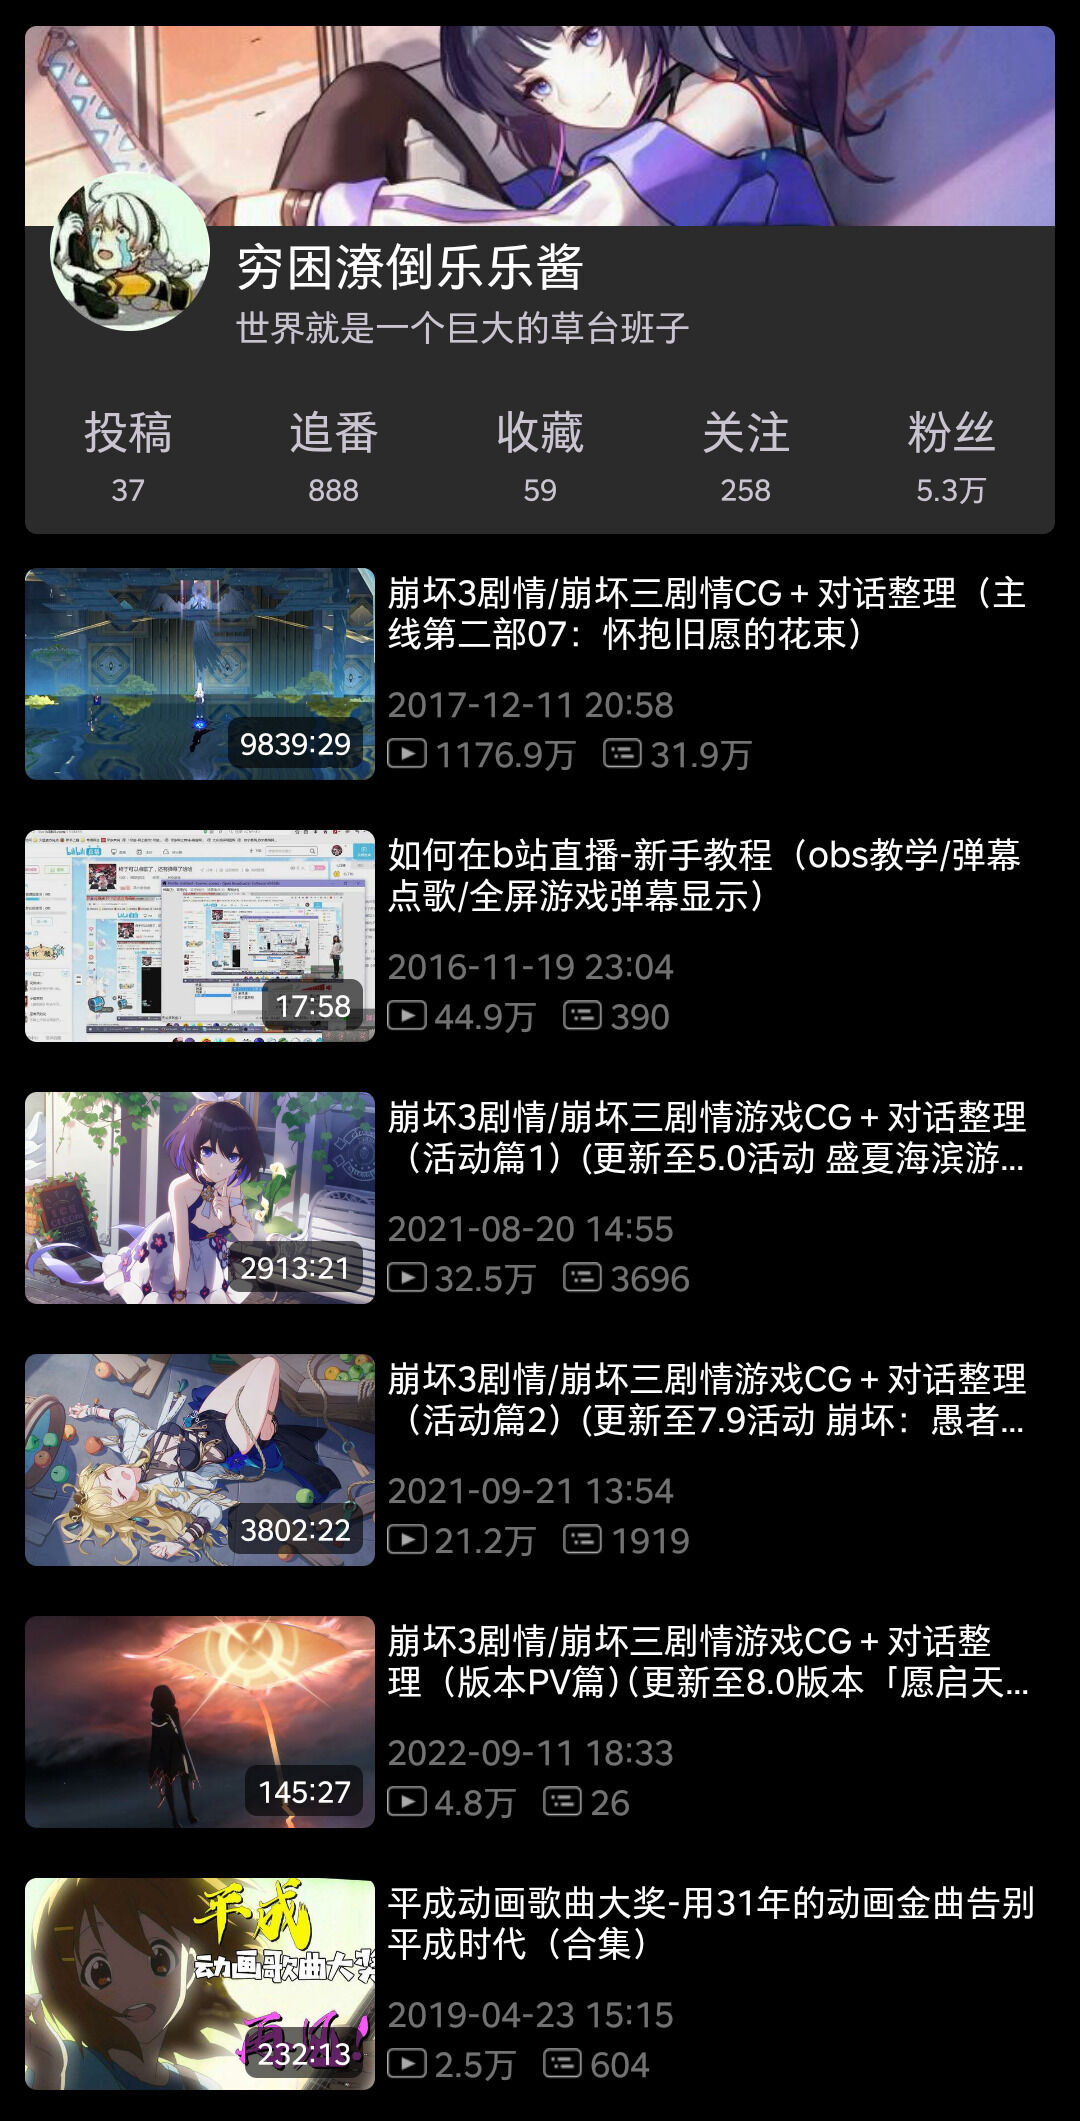 穷困潦倒乐乐酱
世界就是一个巨大的草台班子
投稿 追番 收藏 关注 粉丝
37 888 59 258 5.3万
9839:29
崩坏3剧情/崩坏三剧情CG＋对话整理（主
线第二部07：怀抱旧愿的花束）
2017-12-11 20:58
1176.9万 31.9万
17:58
如何在b站直播-新手教程（obs教学/弹幕
点歌/全屏游戏弹幕显示）
2016-11-19 23:04
44.9万 390
2913:21
崩坏3剧情/崩坏三剧情游戏CG＋对话整理
（活动篇1）(更新至5.0活动 盛夏海滨游...
2021-08-20 14:55
32.5万 3696
3802:22
崩坏3剧情/崩坏三剧情游戏CG＋对话整理
（活动篇2）(更新至7.9活动 崩坏：愚者...
2021-09-21 13:54
21.2万 1919
145:27
崩坏3剧情/崩坏三剧情游戏CG＋对话整
理（版本PV篇）（更新至8.0版本「愿启天...
2022-09-11 18:33
4.8万 26
平成
动画歌曲大奖
232:13
平成动画歌曲大奖-用31年的动画金曲告别
平成时代（合集）
2019-04-23 15:15
2.5万 604